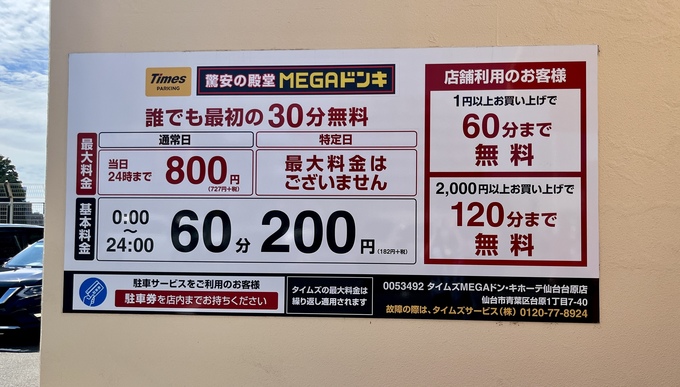 Times
PARKING
驚安の殿堂 MEGAドンキ
誰でも最初の30分無料
最大料金
通常日
当日
24時まで
800円
(727円+税)
特定日
最大料金は
ございません
基本料金
0:00
〜
24:00
60分 200円
(182円+税)
店舗利用のお客様
1円以上お買い上げで
60分まで
無料
2,000円以上お買い上げで
120分まで
無料
駐車サービスをご利用のお客様
駐車券を店内までお持ちください
タイムズの最大料金は
繰り返し適用されます
0053492 タイムズMEGAドン・キホーテ仙台台原店
仙台市青葉区台原1丁目7-40
故障の際は、タイムズサービス(株) 0120-77-8924